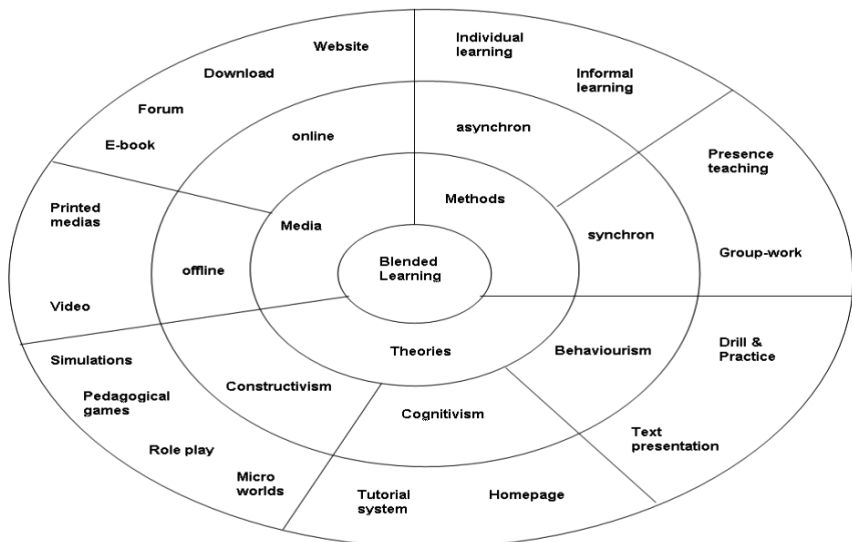 Website
Individual
learning
Download
Informal
learning
Forum
E-book
online
asynchron
Presence
teaching
Printed
medias
Media
Methods
offline
synchron
Group-work
Blended
Learning
Video
Simulations
Theories
Behaviourism
Drill &
Practice
Pedagogical
games
Constructivism
Cognitivism
Role play
Text
presentation
Micro
worlds
Tutorial
system
Homepage